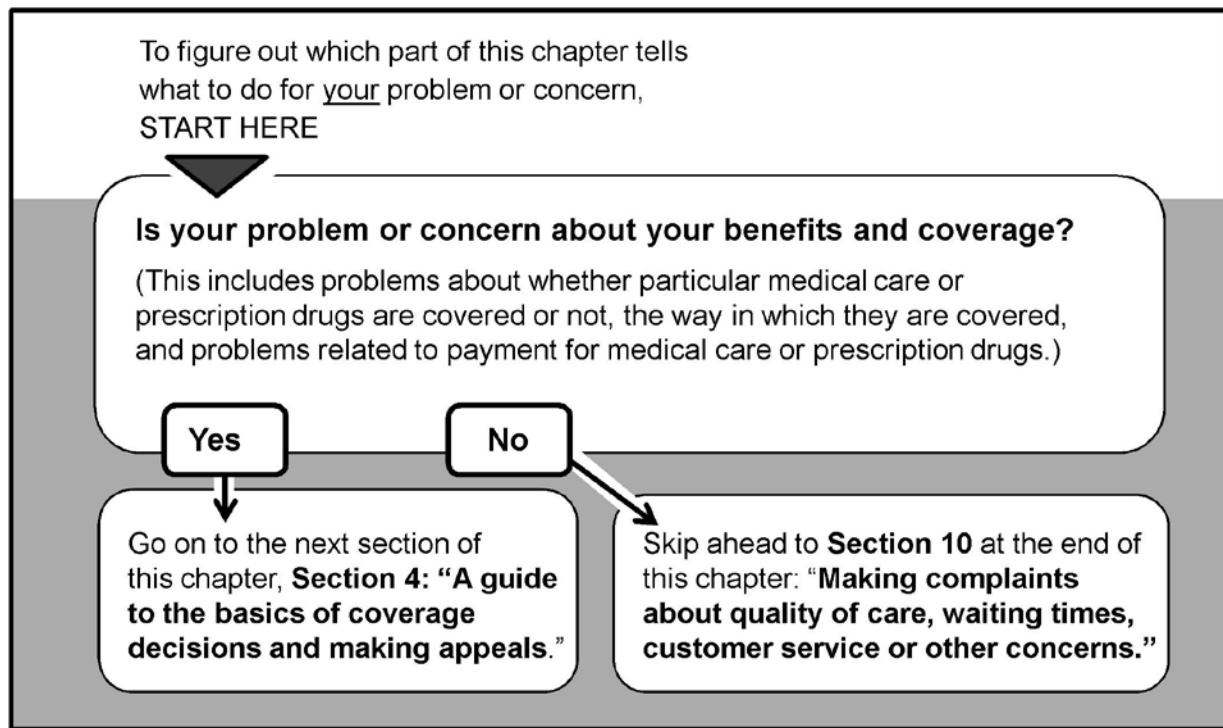 To figure out which part of this chapter tells
what to do for your problem or concern,
START HERE
Is your problem or concern about your benefits and coverage?
(This includes problems about whether particular medical care or
prescription drugs are covered or not, the way in which they are covered,
and problems related to payment for medical care or prescription drugs.)
Yes
No
Go on to the next section of
this chapter, Section 4: “A guide
to the basics of coverage
decisions and making appeals.”
Skip ahead to Section 10 at the end of
this chapter: “Making complaints
about quality of care, waiting times,
customer service or other concerns.”